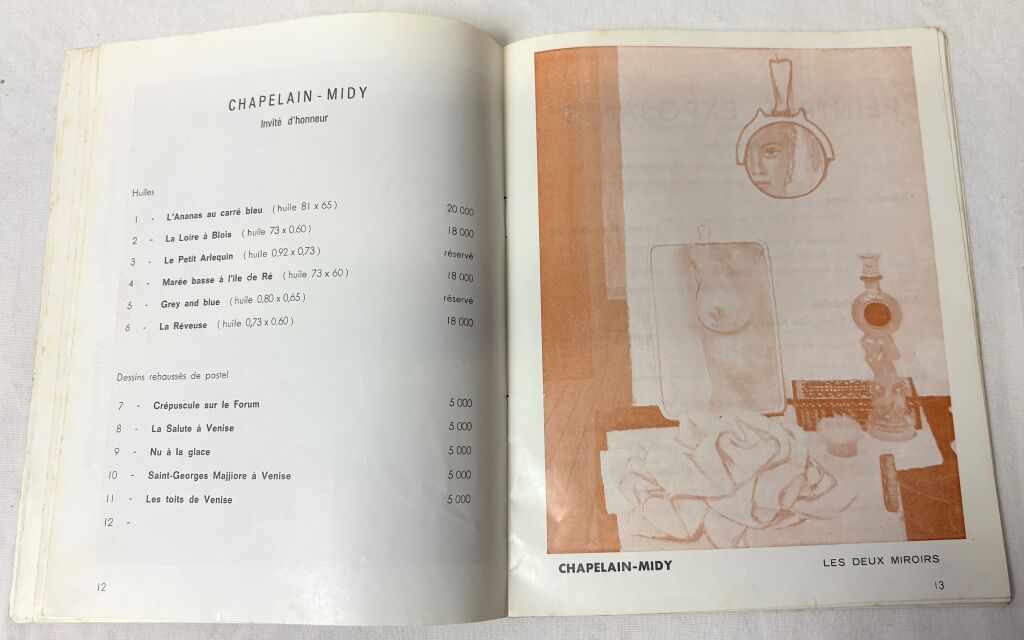 CHAPELAIN - MIDY
Invité d'honneur
Huiles
1 - L'Ananas au carré bleu ( huile 81 x 65 ) 20 000
2 - La Loire à Blois ( huile 73 x 0,60 ) 18 000
3 - Le Petit Arlequin ( huile 0,92 x 0,73 ) réservé
4 - Marée basse à l'ile de Ré ( huile 73 x 60 ) 18 000
5 - Grey and blue ( huile 0,80 x 0,65 ) réservé
6 - La Rêveuse ( huile 0,73 x 0,60 ) 18 000
Dessins rehaussés de pastel
7 - Crépuscule sur le Forum 5 000
8 - La Salute à Venise 5 000
9 - Nu à la glace 5 000
10 - Saint-Georges Majjiore à Venise 5 000
11 - Les toits de Venise 5 000
12 -
12
CHAPELAIN-MIDY LES DEUX MIROIRS
13